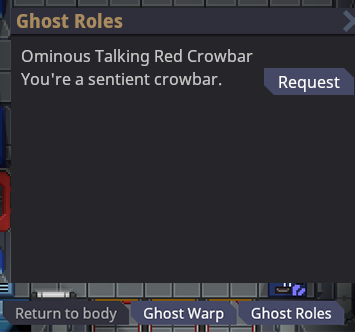 Ghost Roles
Ominous Talking Red Crowbar
You're a sentient crowbar.
Request
Return to body
Ghost Warp
Ghost Roles